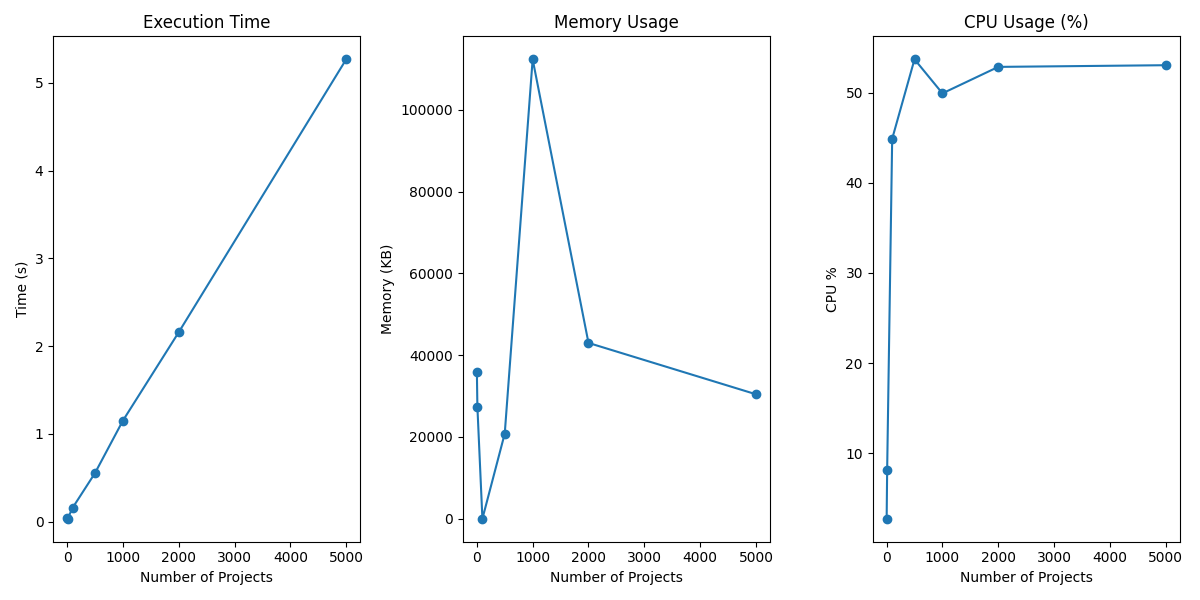 Execution Time
Time (s)
5
4
3
2
1
0
0 1000 2000 3000 4000 5000
Number of Projects
Memory Usage
Memory (KB)
100000
80000
60000
40000
20000
0
0 1000 2000 3000 4000 5000
Number of Projects
CPU Usage (%)
CPU %
50
40
30
20
10
0 1000 2000 3000 4000 5000
Number of Projects